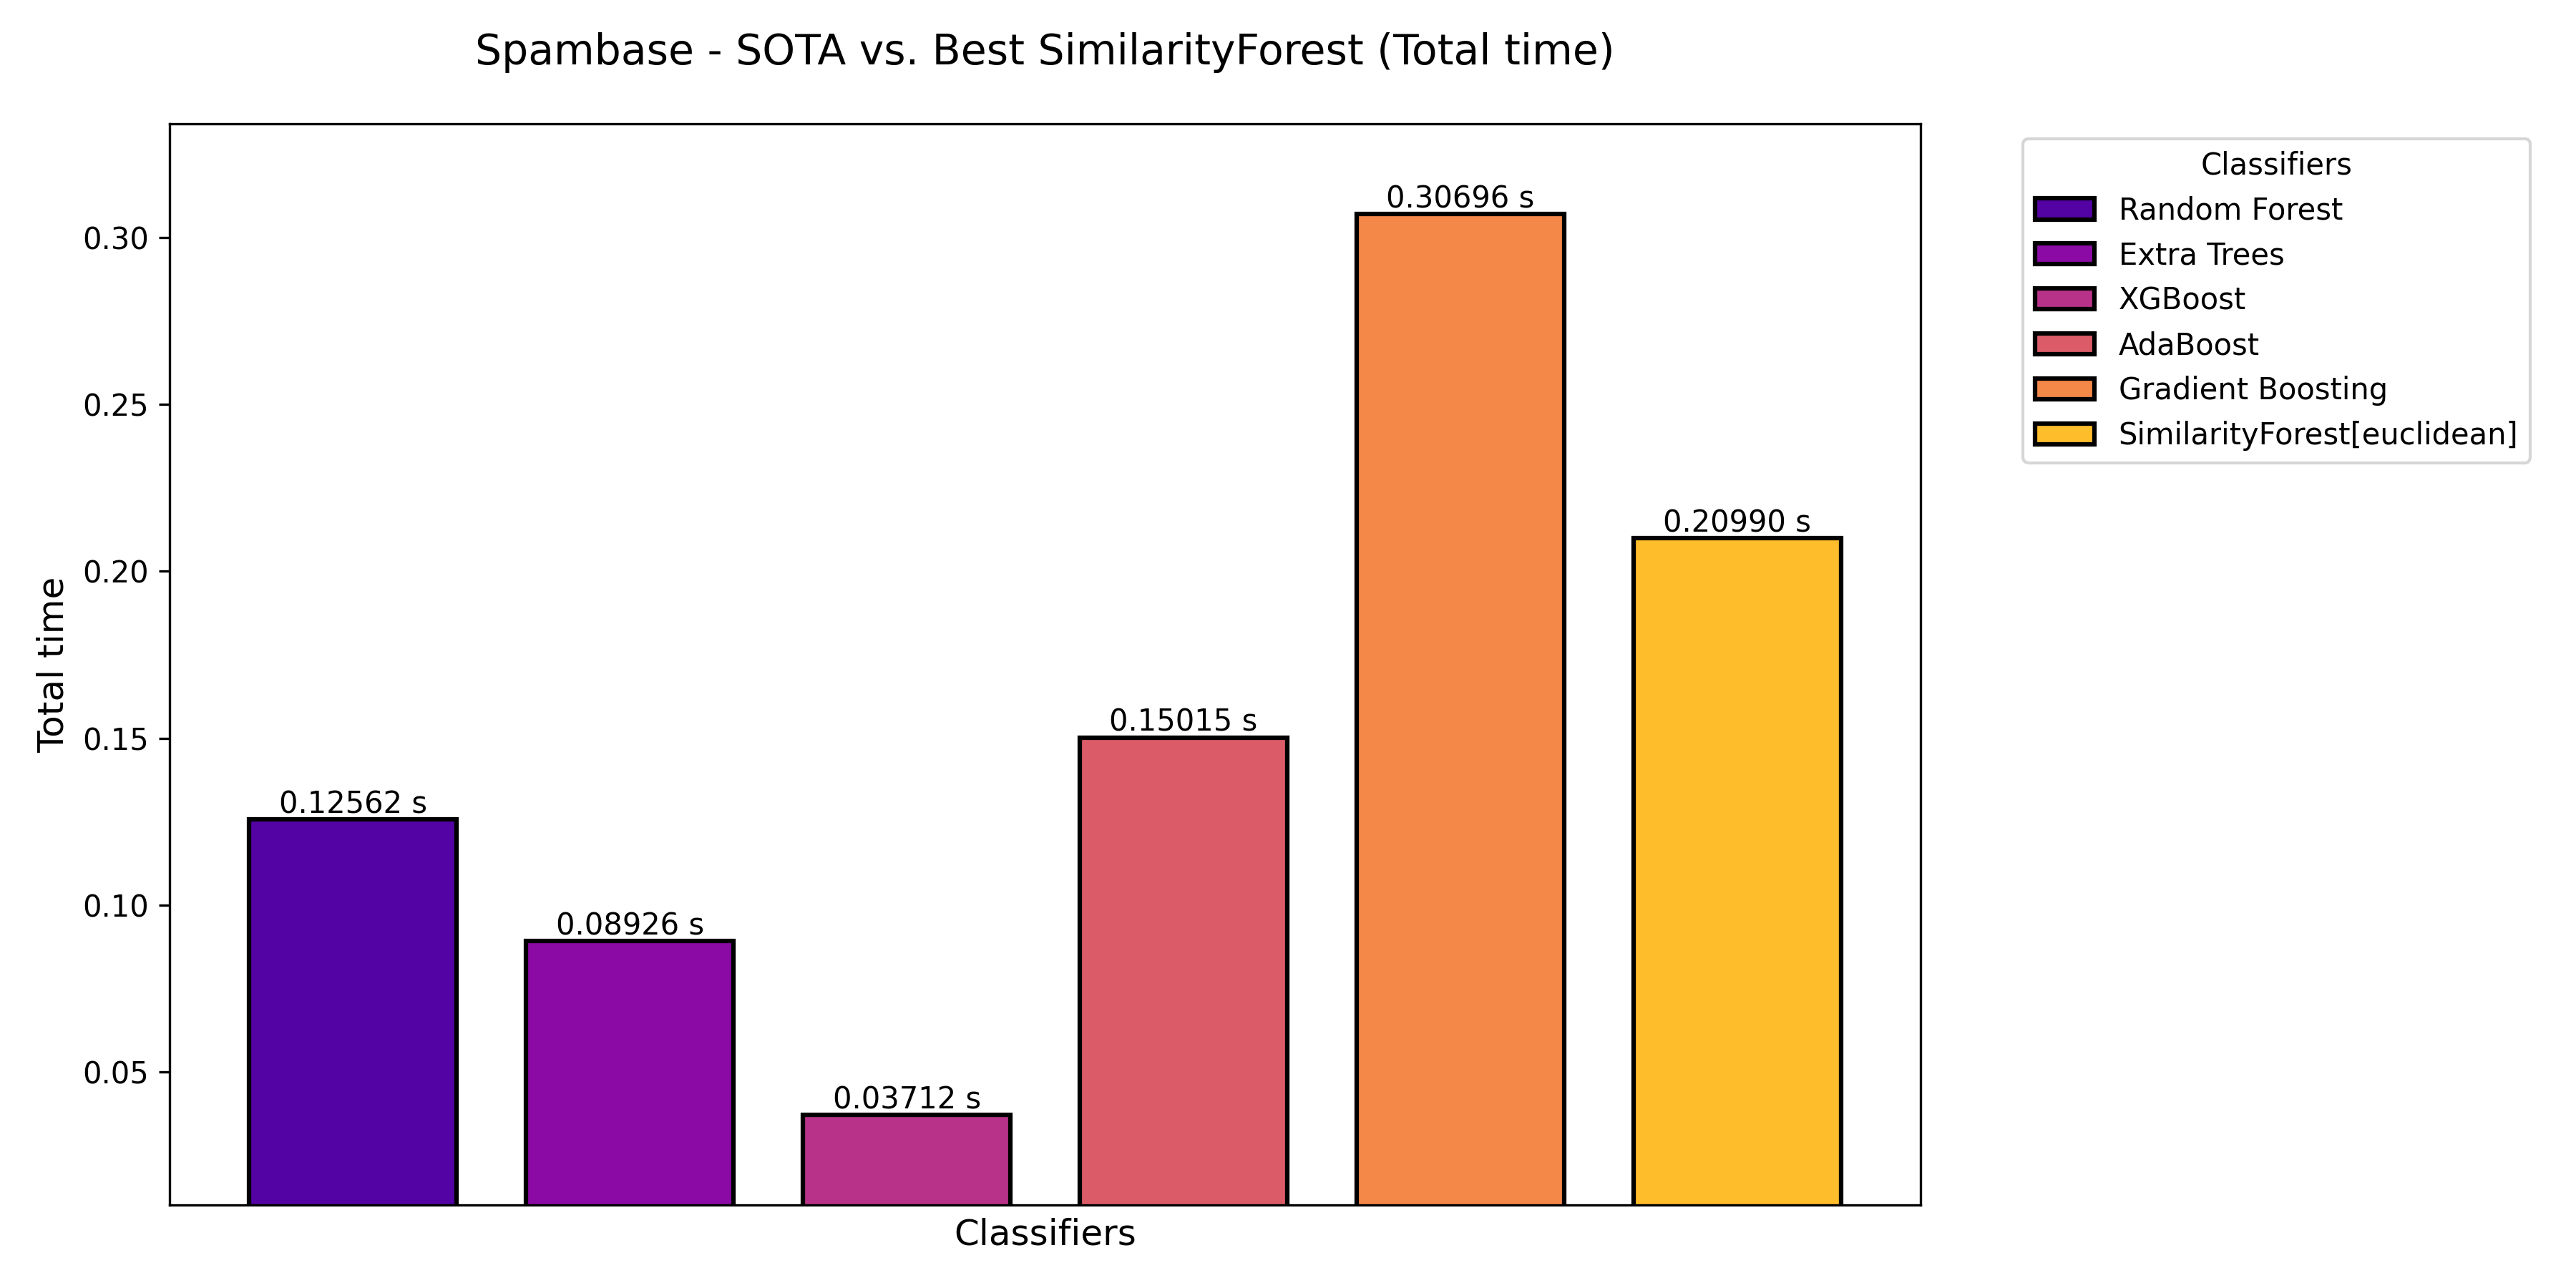 Spambase - SOTA vs. Best SimilarityForest (Total time)
Classifiers
Random Forest
Extra Trees
XGBoost
AdaBoost
Gradient Boosting
SimilarityForest[euclidean]
Total time
0.30
0.25
0.20
0.15
0.10
0.05
0.12562 s
0.08926 s
0.03712 s
0.15015 s
0.30696 s
0.20990 s
Classifiers